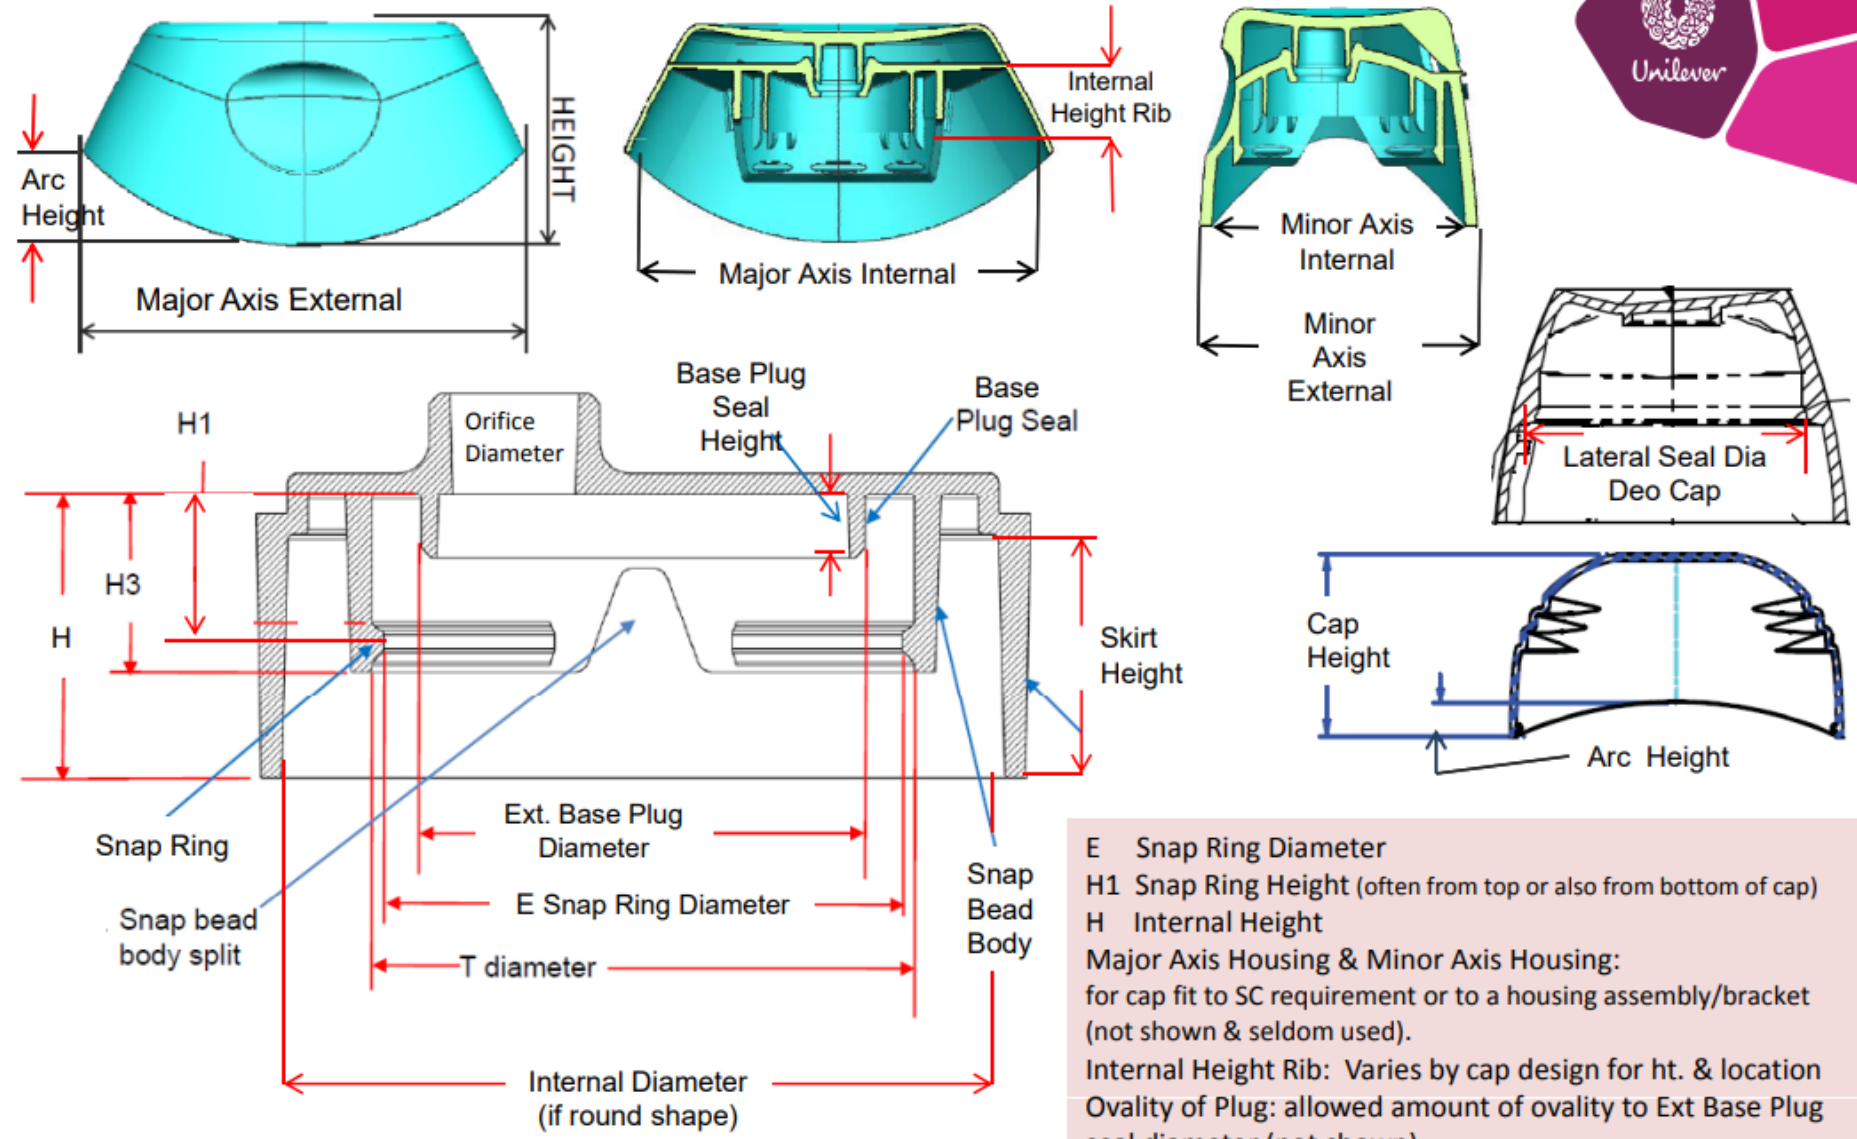 Unilever
HEIGHT
Arc
Height
Major Axis External
Internal
Height Rib
Major Axis Internal
Minor Axis
Internal
Minor
Axis
External
Lateral Seal Dia
Deo Cap
Cap
Height
Arc Height
H1
Orifice
Diameter
Base Plug
Seal
Height
Base
Plug Seal
H3
H
Skirt
Height
Snap Ring
Ext. Base Plug
Diameter
E Snap Ring Diameter
Snap
Bead
Body
Snap bead
body split
T diameter
Internal Diameter
(if round shape)
E Snap Ring Diameter
H1 Snap Ring Height (often from top or also from bottom of cap)
H Internal Height
Major Axis Housing & Minor Axis Housing:
for cap fit to SC requirement or to a housing assembly/bracket
(not shown & seldom used).
Internal Height Rib: Varies by cap design for ht. & location
Ovality of Plug: allowed amount of ovality to Ext Base Plug
seal diameter (not shown)